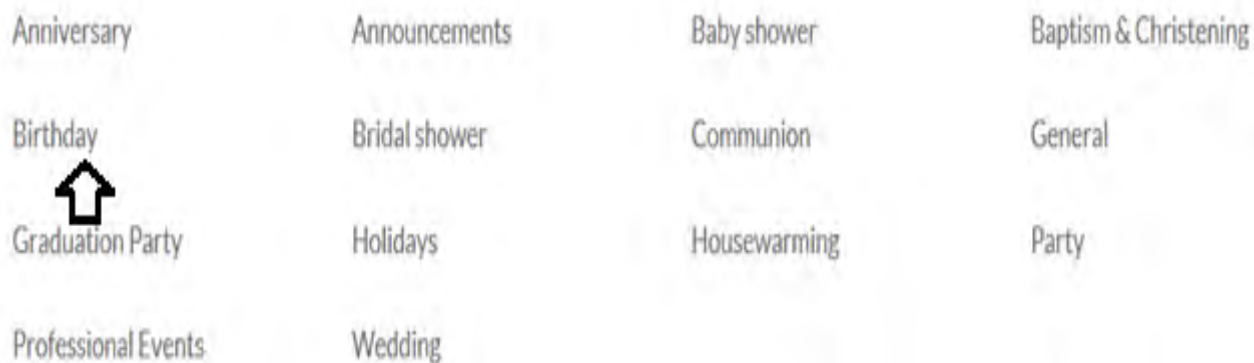 Anniversary Announcements Baby shower Baptism & Christening
Birthday Bridal shower Communion General
Graduation Party Holidays Housewarming Party
Professional Events Wedding